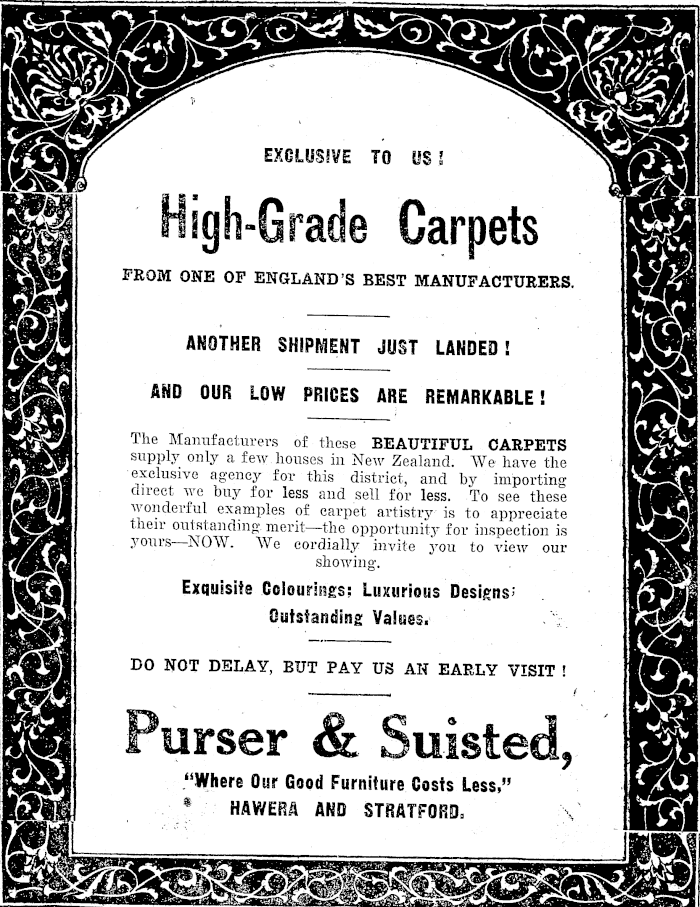 EXCLUSIVE TO US!
High-Grade Carpets
FROM ONE OF ENGLAND'S BEST MANUFACTURERS.
ANOTHER SHIPMENT JUST LANDED!
AND OUR LOW PRICES ARE REMARKABLE!
The Manufacturers of these BEAUTIFUL CARPETS
supply only a few houses in New Zealand. We have the
exclusive agency for this district, and by importing
direct we buy for less and sell for less. To see these
wonderful examples of carpet artistry is to appreciate
their outstanding merit—the opportunity for inspection is
yours—NOW. We cordially invite you to view our
showing.
Exquisite Colourings; Luxurious Designs;
Outstanding Values.
DO NOT DELAY, BUT PAY US AN EARLY VISIT!
Purser & Suisted,
"Where Our Good Furniture Costs Less,"
HAWERA AND STRATFORD.